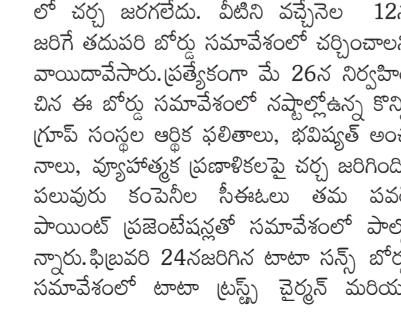 లో చర్చ జరగలేదు. వీటిని వచ్చేనెల 12న
జరిగే తదుపరి బోర్డు సమావేశంలో చర్చించాలని
వాయిదావేసారు.ప్రత్యేకంగా మే 26న నిర్వహిం
చిన ఈ బోర్డు సమావేశంలో నష్టాల్లోఉన్న కొన్ని
గ్రూప్ సంస్థల ఆర్థిక ఫలితాలు, భవిష్యత్ అంచ
నాలు, వ్యూహాత్మక ప్రణాళికలపై చర్చ జరిగింది
పలువురు కంపెనీల సీఈఓలు తమ పవర్
పాయింట్ ప్రజెంటేషన్లతో సమావేశంలో పాల్గొ
న్నారు.ఫిబ్రవరి 24నజరిగిన టాటా సన్స్ బోర్డు
సమావేశంలో టాటా ట్రస్ట్స్ చైర్మన్ మరియు